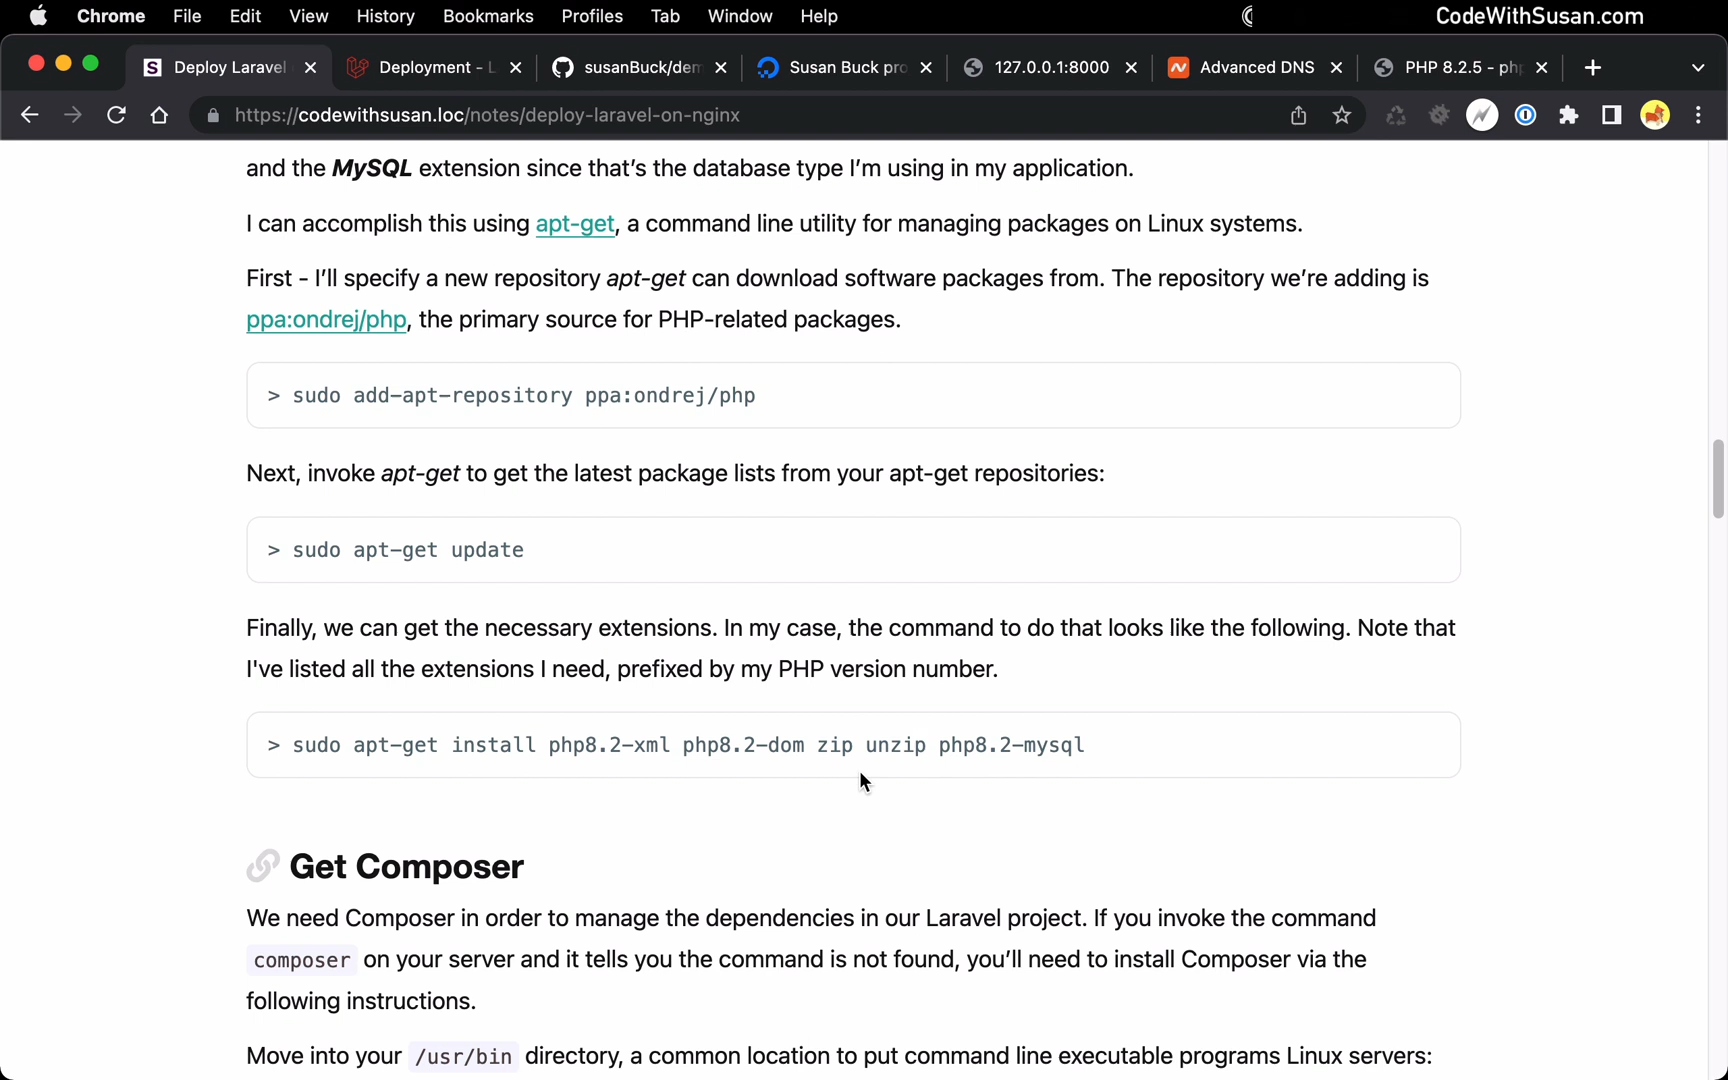 Chrome File Edit View History Bookmarks Profiles Tab Window Help CodeWithSusan.com
Deploy Laravel Deployment - L susanBuck/dem Susan Buck pro 127.0.0.1:8000 Advanced DNS PHP 8.2.5 - ph
https://codewithsusan.loc/notes/deploy-laravel-on-nginx
and the MySQL extension since that’s the database type I’m using in my application.
I can accomplish this using apt-get, a command line utility for managing packages on Linux systems.
First - I’ll specify a new repository apt-get can download software packages from. The repository we’re adding is
ppa:ondrej/php, the primary source for PHP-related packages.
> sudo add-apt-repository ppa:ondrej/php
Next, invoke apt-get to get the latest package lists from your apt-get repositories:
> sudo apt-get update
Finally, we can get the necessary extensions. In my case, the command to do that looks like the following. Note that
I've listed all the extensions I need, prefixed by my PHP version number.
> sudo apt-get install php8.2-xml php8.2-dom zip unzip php8.2-mysql
Get Composer
We need Composer in order to manage the dependencies in our Laravel project. If you invoke the command
composer on your server and it tells you the command is not found, you’ll need to install Composer via the
following instructions.
Move into your /usr/bin directory, a common location to put command line executable programs Linux servers: